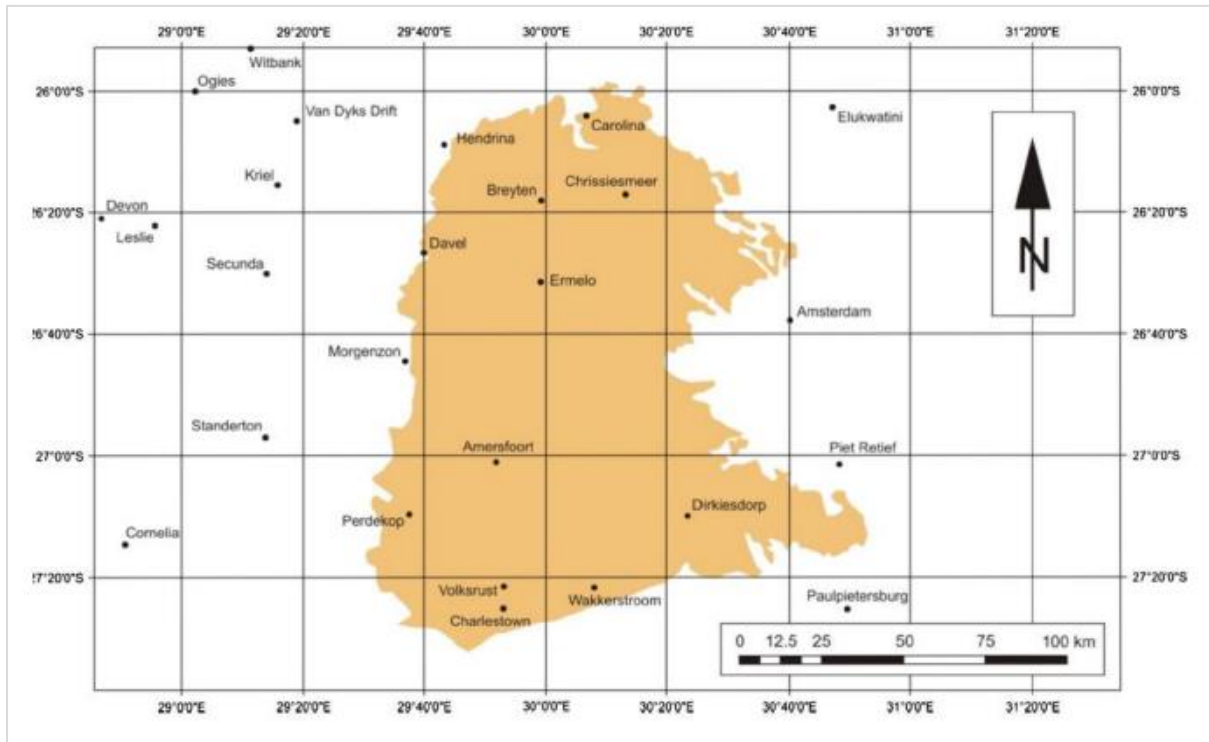 29°0'0"E 29°20'0"E 29°40'0"E 30°0'0"E 30°20'0"E 30°40'0"E 31°0'0"E 31°20'0"E
Witbank
Ogies
26°0'0"S 26°0'0"S
Van Dyks Drift
Carolina
Elukwatini
Hendrina
Kriel
Chrissiesmeer
Breyten
Devon
26°20'0"S 26°20'0"S
Leslie
Davel
Secunda
Ermelo
N
Amsterdam
26°40'0"S 26°40'0"S
Morgenzon
Standerton
Amersfoort
Piet Retief
27°0'0"S 27°0'0"S
Dirkiesdorp
Perdekop
Cornelia
27°20'0"S 27°20'0"S
Volksrust
Wakkerstroom
Paulpietersburg
Charlestown
0 12.5 25 50 75 100 km
29°0'0"E 29°20'0"E 29°40'0"E 30°0'0"E 30°20'0"E 30°40'0"E 31°0'0"E 31°20'0"E